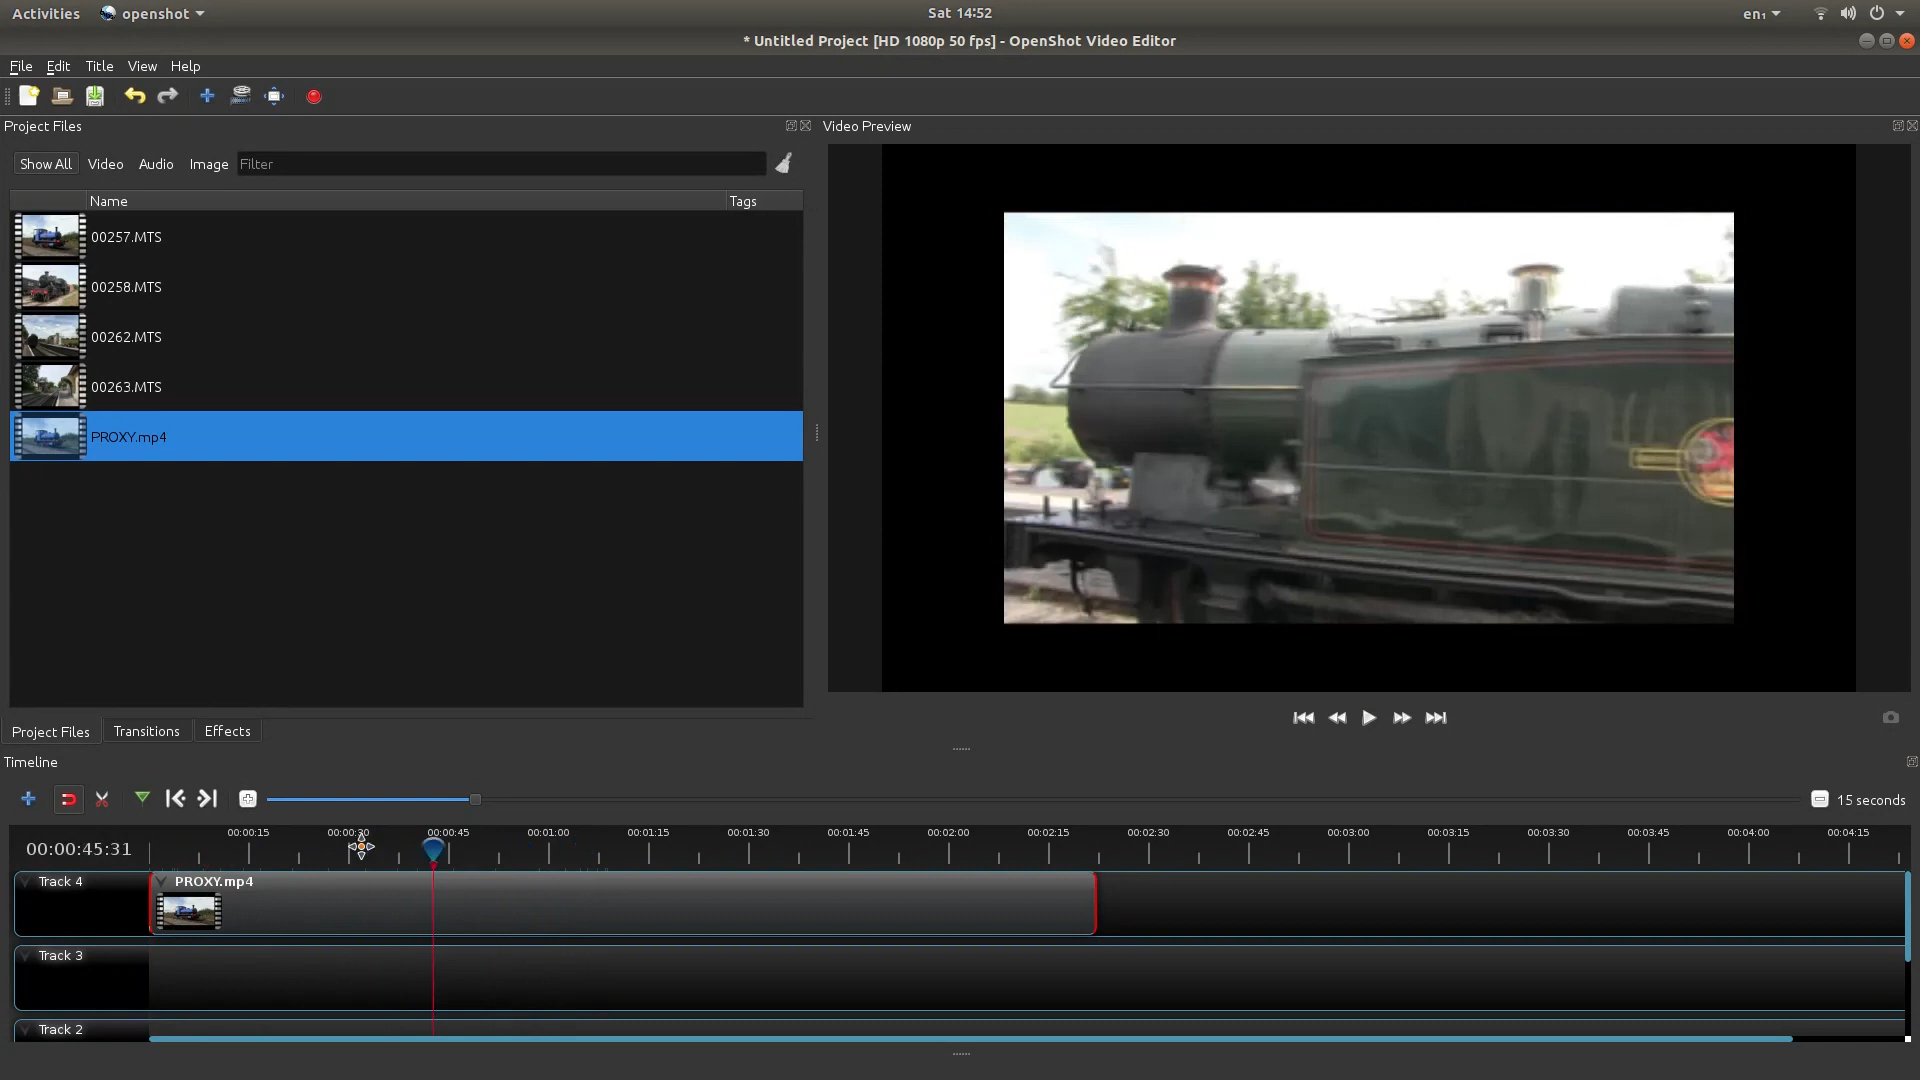 Activities openshot Sat 14:52 en₁
* Untitled Project [HD 1080p 50 fps] - OpenShot Video Editor
File Edit Title View Help
Project Files Video Preview
Show All Video Audio Image Filter
Name Tags
00257.MTS
00258.MTS
00262.MTS
00263.MTS
PROXY.mp4
Project Files Transitions Effects
Timeline
15 seconds
00:00:15 00:00:30 00:00:45 00:01:00 00:01:15 00:01:30 00:01:45 00:02:00 00:02:15 00:02:30 00:02:45 00:03:00 00:03:15 00:03:30 00:03:45 00:04:00 00:04:15
00:00:45:31
Track 4 PROXY.mp4
Track 3
Track 2